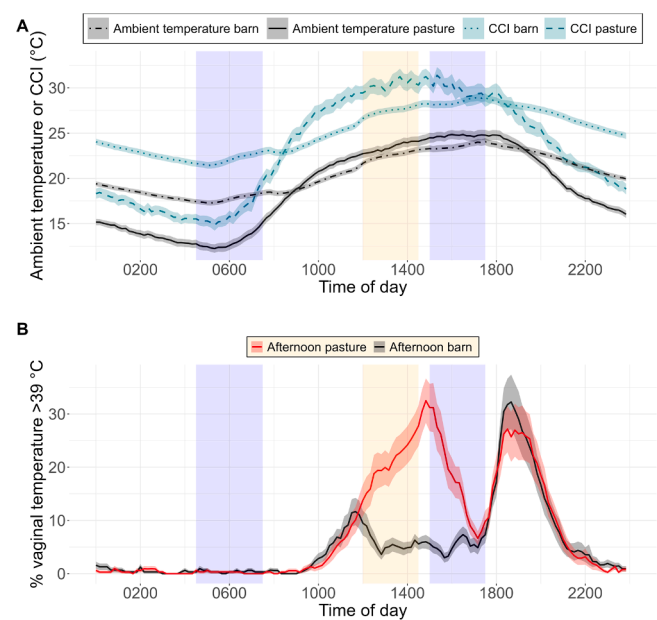 A
Ambient temperature barn Ambient temperature pasture CCI barn CCI pasture
Ambient temperature or CCI (°C)
30
25
20
15
0200 0600 1000 1400 1800 2200
Time of day
B
Afternoon pasture Afternoon barn
% vaginal temperature >39 °C
30
20
10
0
0200 0600 1000 1400 1800 2200
Time of day